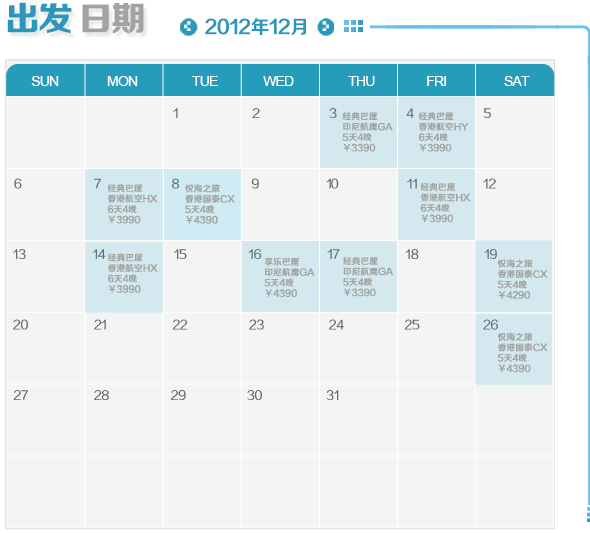 出发 日期
2012年12月
SUN MON TUE WED THU FRI SAT
1 2 3 4 5
经典巴厘 经典巴厘
印尼航鹰GA 香港航空HY
5天4晚 6天4晚
￥3390 ￥3990
6 7 8 9 10 11 12
经典巴厘 悦海之旅 经典巴厘
香港航空HX 香港国泰CX 香港航空HX
6天4晚 5天4晚 6天4晚
￥3990 ￥4390 ￥3990
13 14 15 16 17 18 19
经典巴厘 享乐巴厘 经典巴厘 悦海之旅
香港航空HX 印尼航鹰GA 印尼航鹰GA 香港国泰CX
6天4晚 5天4晚 5天4晚 5天4晚
￥3990 ￥4390 ￥3390 ￥4290
20 21 22 23 24 25 26
悦海之旅
香港国泰CX
5天4晚
￥4390
27 28 29 30 31